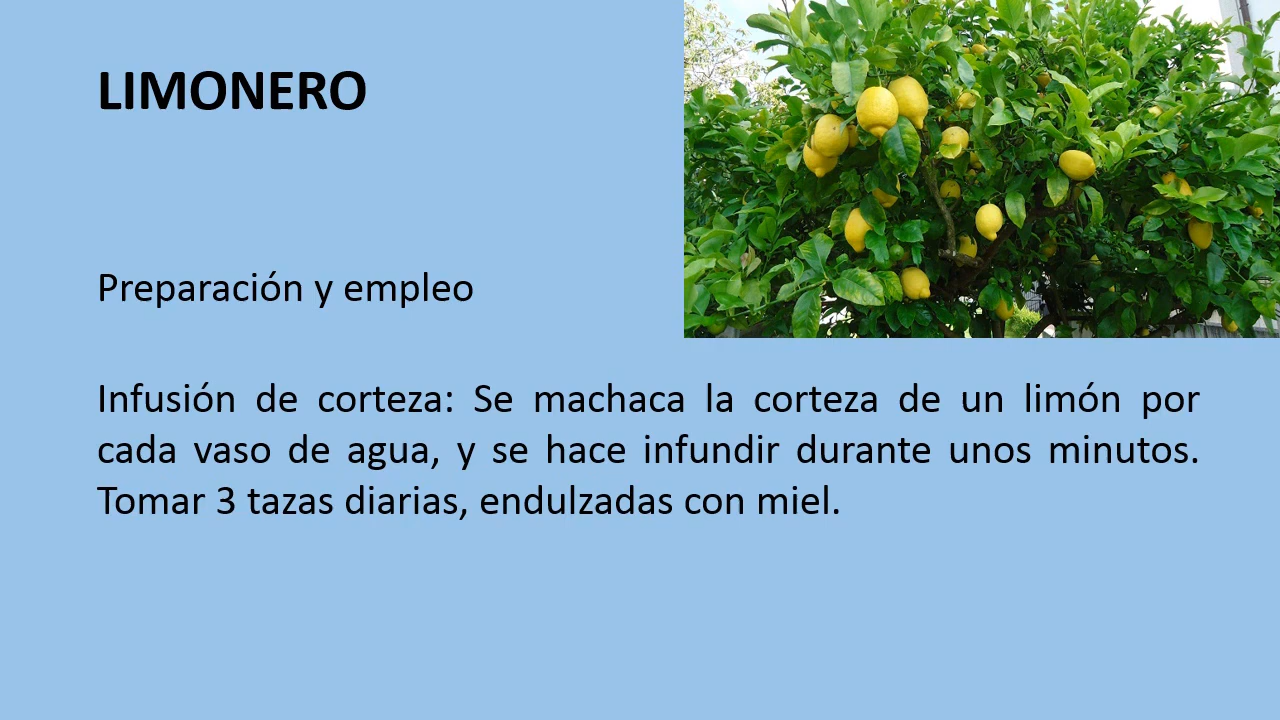 LIMONERO
Preparación y empleo
Infusión de corteza: Se machaca la corteza de un limón por
cada vaso de agua, y se hace infundir durante unos minutos.
Tomar 3 tazas diarias, endulzadas con miel.